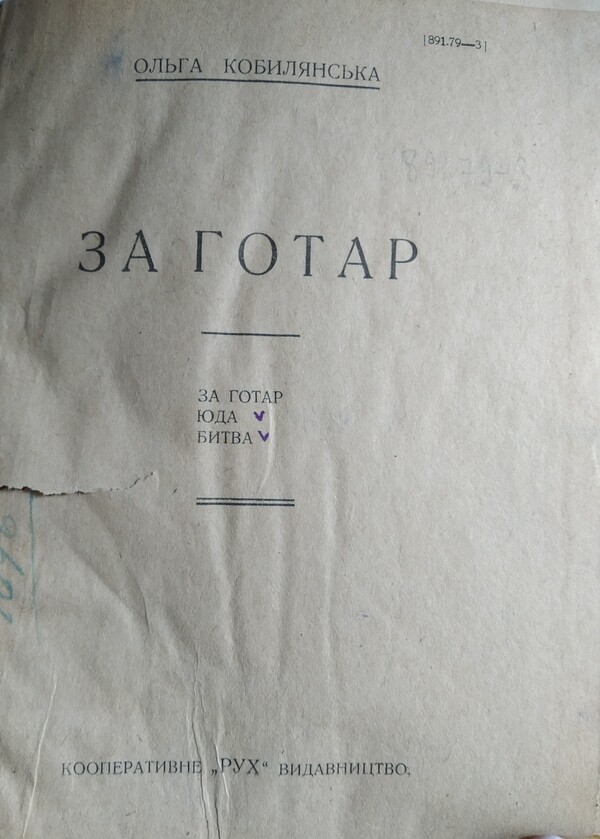 |891.79—3|
ОЛЬГА КОБИЛЯНСЬКА
ЗА ГОТАР
ЗА ГОТАР
ЮДА
БИТВА
КООПЕРАТИВНЕ „РУХ“ ВИДАВНИЦТВО,